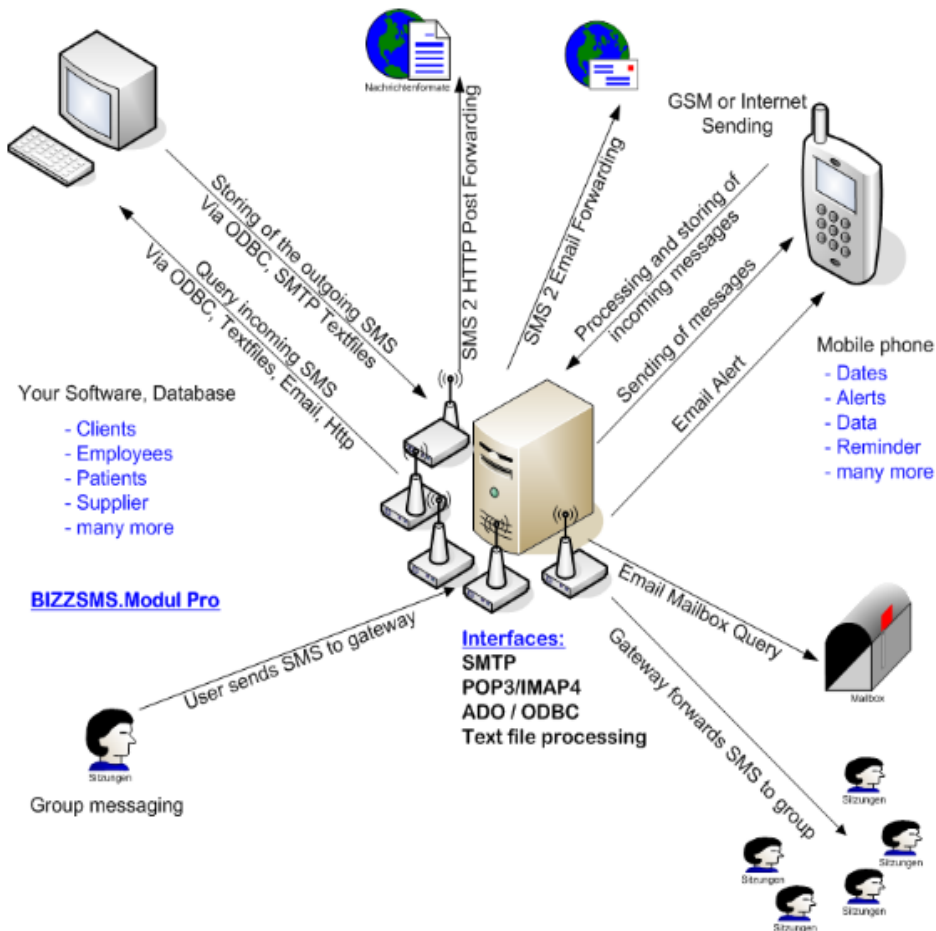 Nachrichtenformate
GSM or Internet
Sending
Storing of the outgoing SMS
Via ODBC, SMTP Textfiles
Query incoming SMS
Via ODBC, Textfiles, Email, Http
SMS 2 HTTP Post Forwarding
SMS 2 Email Forwarding
Processing and storing of
incoming messages
Sending of messages
Email Alert
Mobile phone
- Dates
- Alerts
- Data
- Reminder
- many more
Your Software, Database
- Clients
- Employees
- Patients
- Supplier
- many more
BIZZSMS.Modul Pro
User sends SMS to gateway
Interfaces:
SMTP
POP3/IMAP4
ADO / ODBC
Text file processing
Email Mailbox Query
Mailbox
Gateway forwards SMS to group
Sitzungen
Group messaging
Sitzungen
Sitzungen
Sitzungen
Sitzungen
Sitzungen